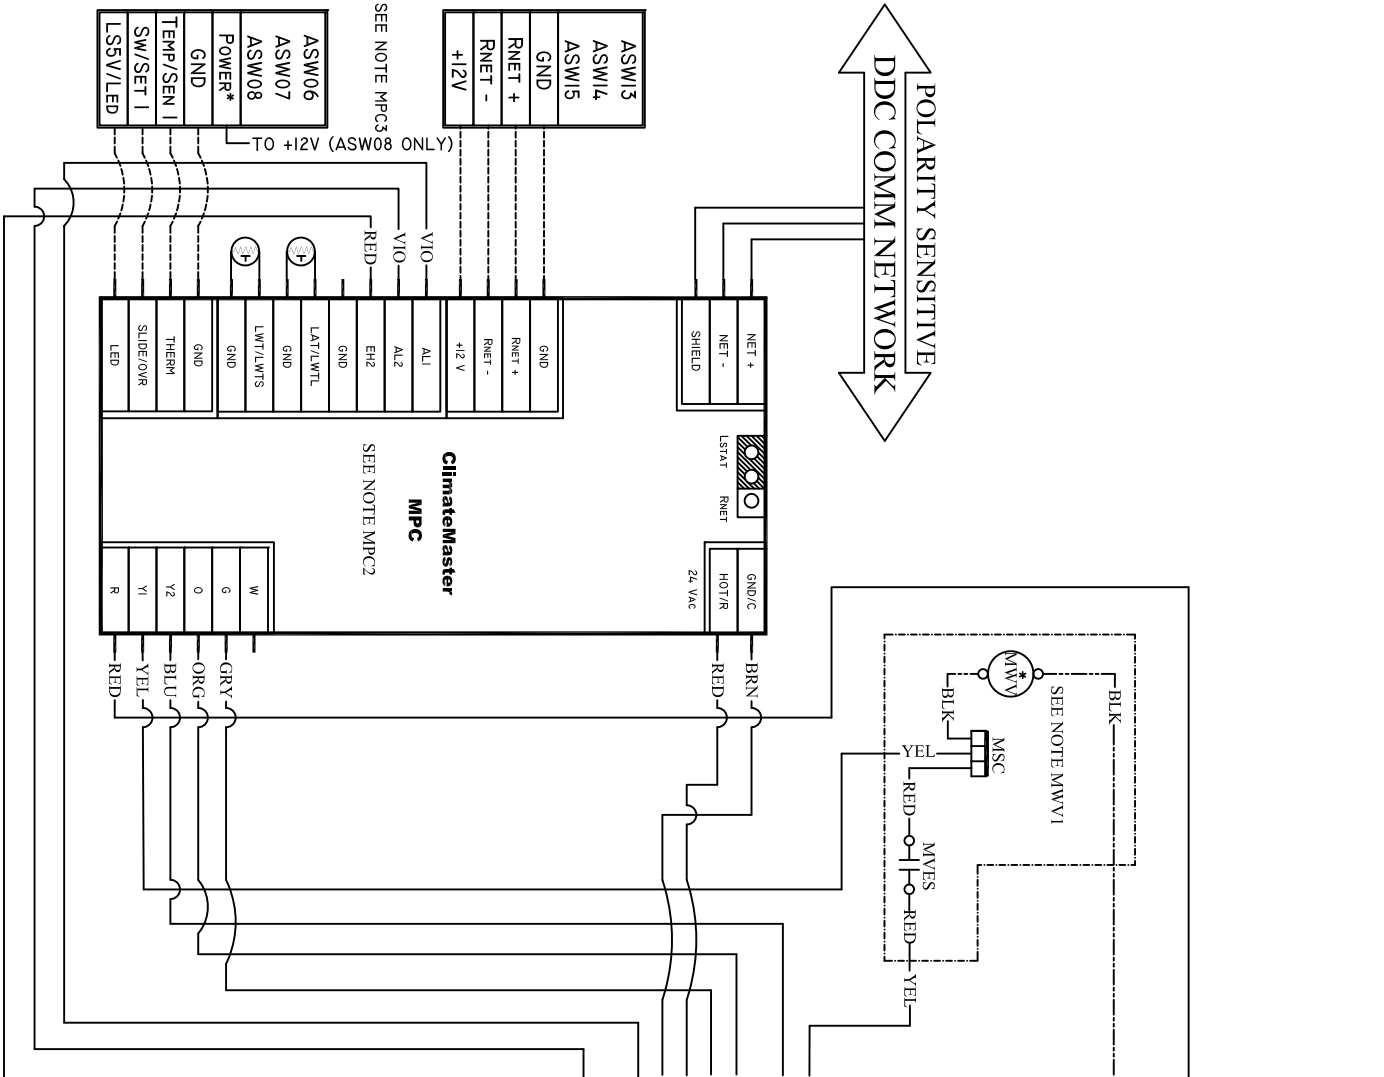 ASW06
ASW07
ASW08
POWER*
GND
TEMP/SEN 1
SW/SET 1
LS5V/LED
SEE NOTE MPC3
TO +12V (ASW08 ONLY)
ASW13
ASW14
ASW15
GND
RNET +
RNET -
+12V
POLARITY SENSITIVE
DDC COMM NETWORK
RED
VIO
VIO
LED
SLIDE/OVR
THERM
GND
GND
LWT/LWTS
GND
LAT/LWTL
GND
EH2
AL2
AL1
+12 V
RNET -
RNET +
GND
SHIELD
NET -
NET +
LSTAT
RNET
ClimateMaster
MPC
SEE NOTE MPC2
R
Y1
Y2
O
G
W
24 VAC
HOT/R
GND/C
RED
YEL
BLU
ORG
GRY
RED
BRN
MWV
*
SEE NOTE MWV1
BLK
BLK
MSC
YEL
RED
MVES
RED
YEL